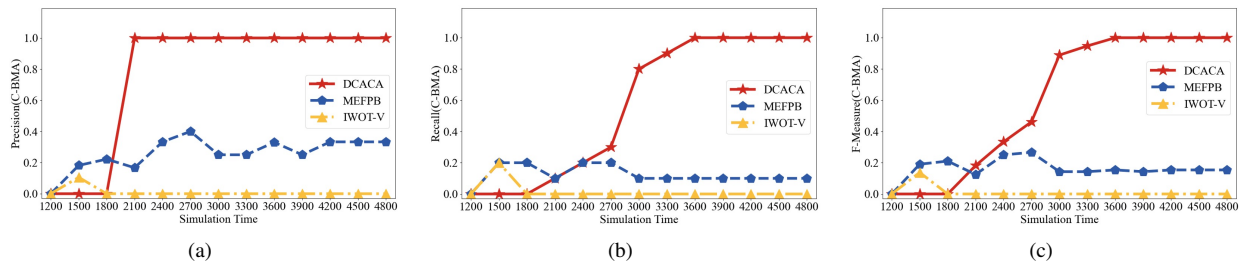 Precision(C-BMA)
1.0
0.8
0.6
0.4
0.2
0.0
DCACA
MEFPB
IWOT-V
1200 1500 1800 2100 2400 2700 3000 3300 3600 3900 4200 4500 4800
Simulation Time
(a)
Recall(C-BMA)
1.0
0.8
0.6
0.4
0.2
0.0
DCACA
MEFPB
IWOT-V
1200 1500 1800 2100 2400 2700 3000 3300 3600 3900 4200 4500 4800
Simulation Time
(b)
F-Measure(C-BMA)
1.0
0.8
0.6
0.4
0.2
0.0
DCACA
MEFPB
IWOT-V
1200 1500 1800 2100 2400 2700 3000 3300 3600 3900 4200 4500 4800
Simulation Time
(c)